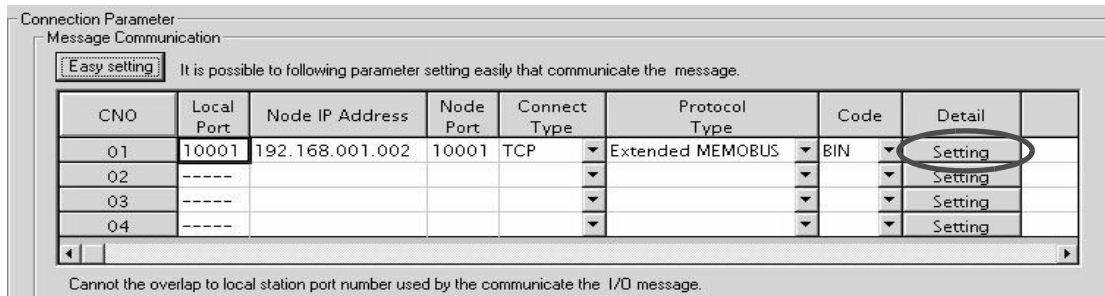 Connection Parameter
Message Communication
Easy setting It is possible to following parameter setting easily that communicate the message.
CNO Local Port Node IP Address Node Port Connect Type Protocol Type Code Detail
01 10001 192.168.001.002 10001 TCP Extended MEMOBUS BIN Setting
02 ----- Setting
03 ----- Setting
04 ----- Setting
Cannot the overlap to local station port number used by the communicate the I/O message.